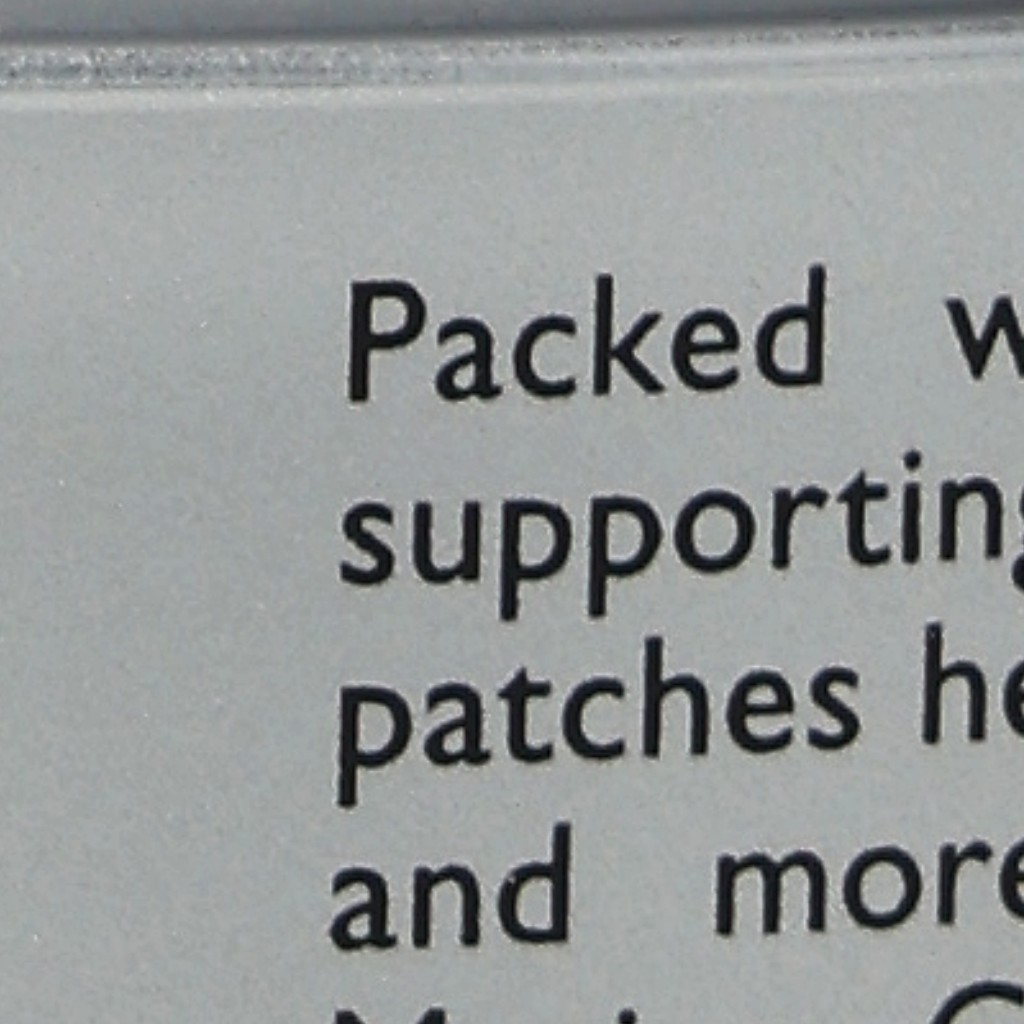 Packed
supporting
patches
and more